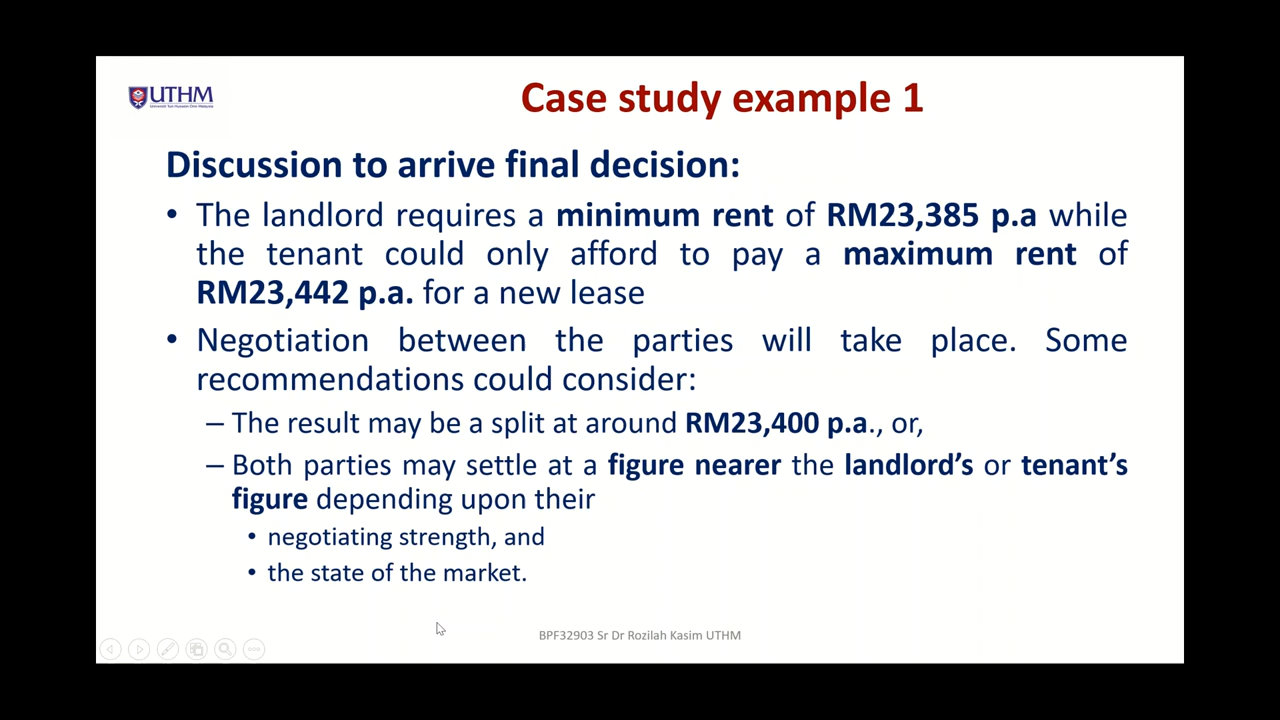 UTHM
Case study example 1
Discussion to arrive final decision:
• The landlord requires a minimum rent of RM23,385 p.a while
the tenant could only afford to pay a maximum rent of
RM23,442 p.a. for a new lease
• Negotiation between the parties will take place. Some
recommendations could consider:
– The result may be a split at around RM23,400 p.a., or,
– Both parties may settle at a figure nearer the landlord's or tenant's
figure depending upon their
• negotiating strength, and
• the state of the market.
BPF32903 Sr Dr Rozilah Kasim UTHM